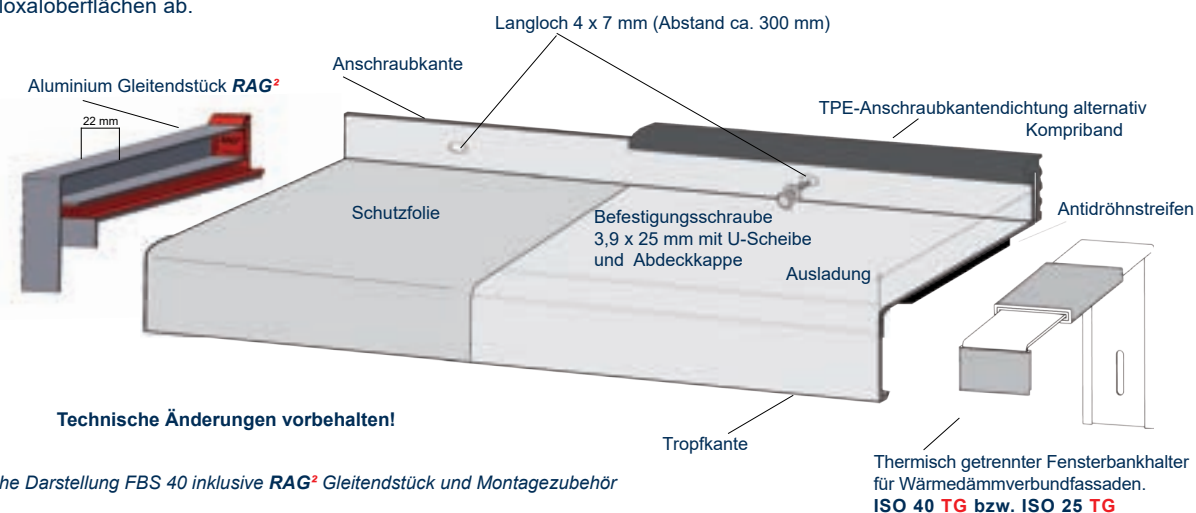 loxaloberflächen ab.
Langloch 4 x 7 mm (Abstand ca. 300 mm)
Anschraubkante
Aluminium Gleitendstück RAG²
22 mm
TPE-Anschraubkantendichtung alternativ
Kompriband
Schutzfolie
Befestigungsschraube
3,9 x 25 mm mit U-Scheibe
und Abdeckkappe
Ausladung
Antidröhnstreifen
Technische Änderungen vorbehalten!
Tropfkante
he Darstellung FBS 40 inklusive RAG² Gleitendstück und Montagezubehör
Thermisch getrennter Fensterbankhalter
für Wärmedämmverbundfassaden.
ISO 40 TG bzw. ISO 25 TG